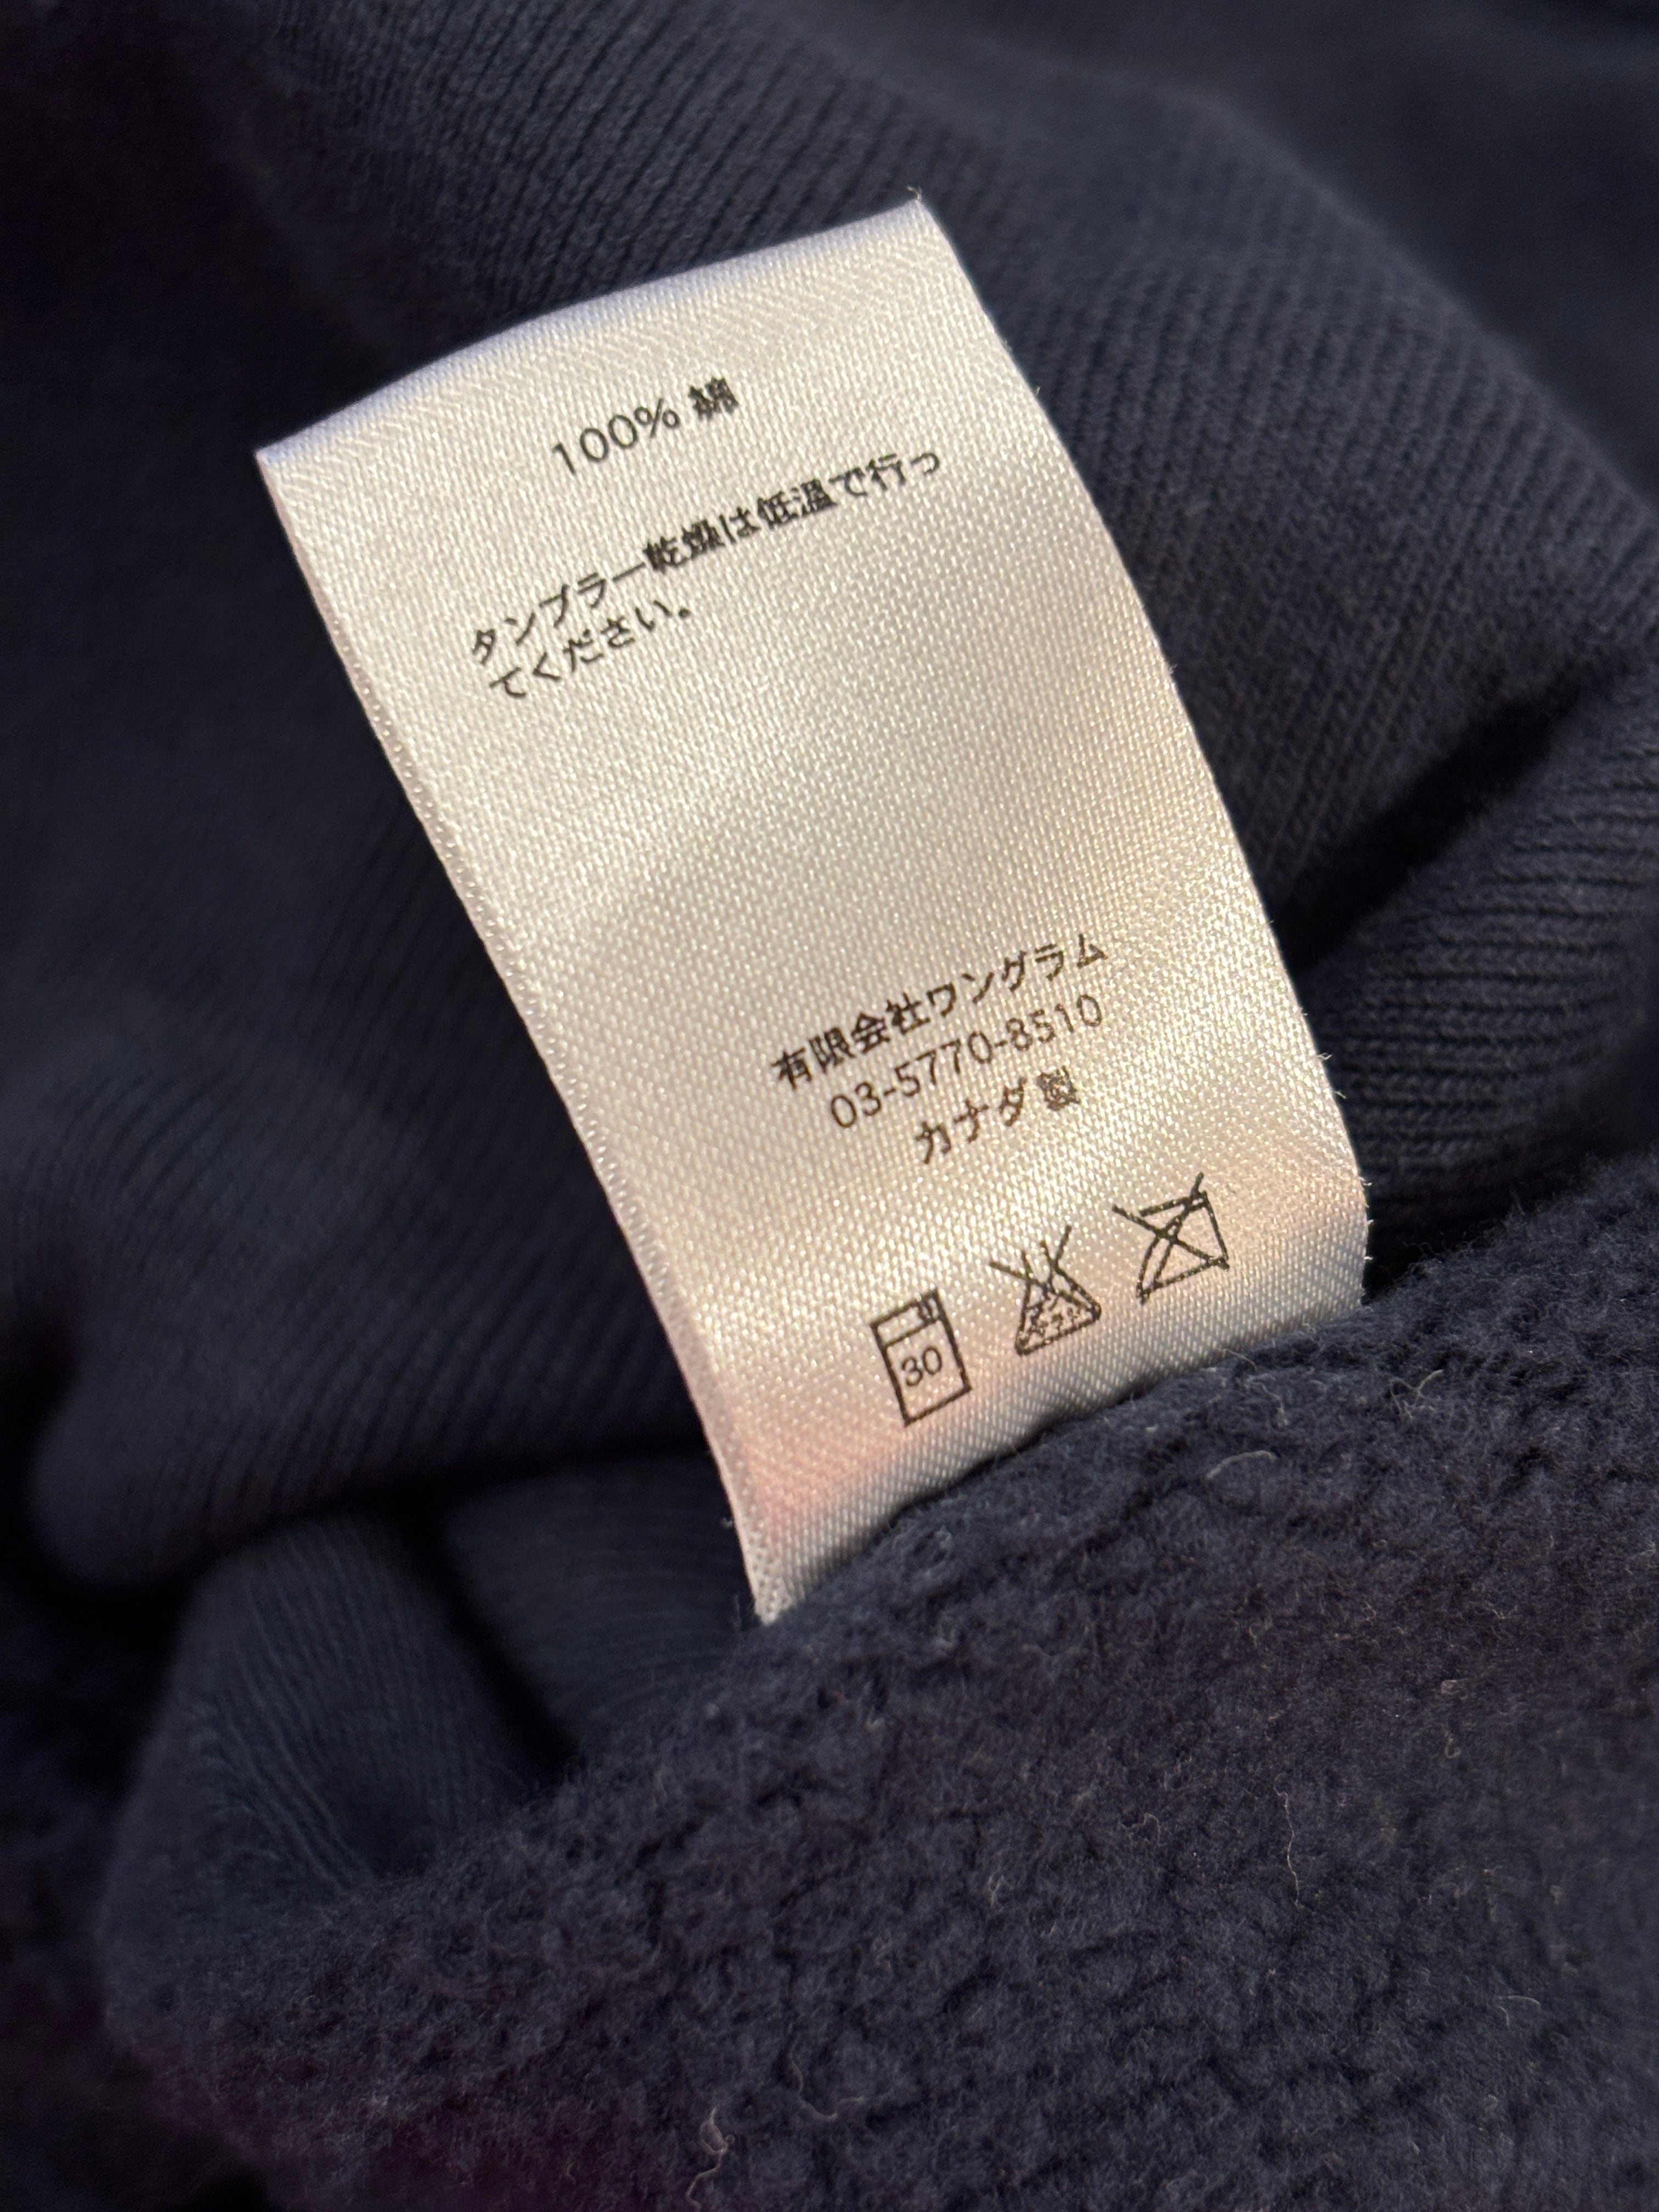 100% 綿
タンブラー乾燥は低温で行っ
てください。
有限会社ワングラム
03-5770-8510
カナダ製
30